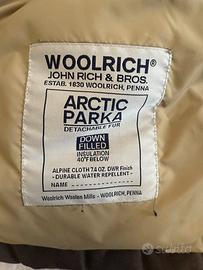 WOOLRICH®
JOHN RICH & BROS.
ESTAB. 1830 WOOLRICH, PENNA
ARCTIC
PARKA
DETACHABLE FUR
DOWN
FILLED
INSULATION
40°F BELOW
ALPINE CLOTH 7.4 OZ. DWR Finish
- DURABLE WATER REPELLENT -
NAME
Woolrich Woolen Mills - WOOLRICH, PENNA
subito